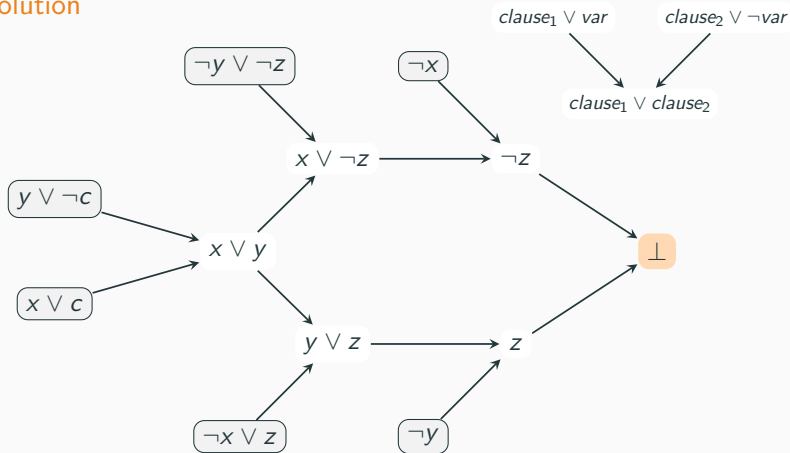 olution
clause₁ ∨ var
clause₂ ∨ ¬var
clause₁ ∨ clause₂
¬y ∨ ¬z
¬x
x ∨ ¬z
¬z
y ∨ ¬c
x ∨ y
⊥
x ∨ c
y ∨ z
z
¬x ∨ z
¬y